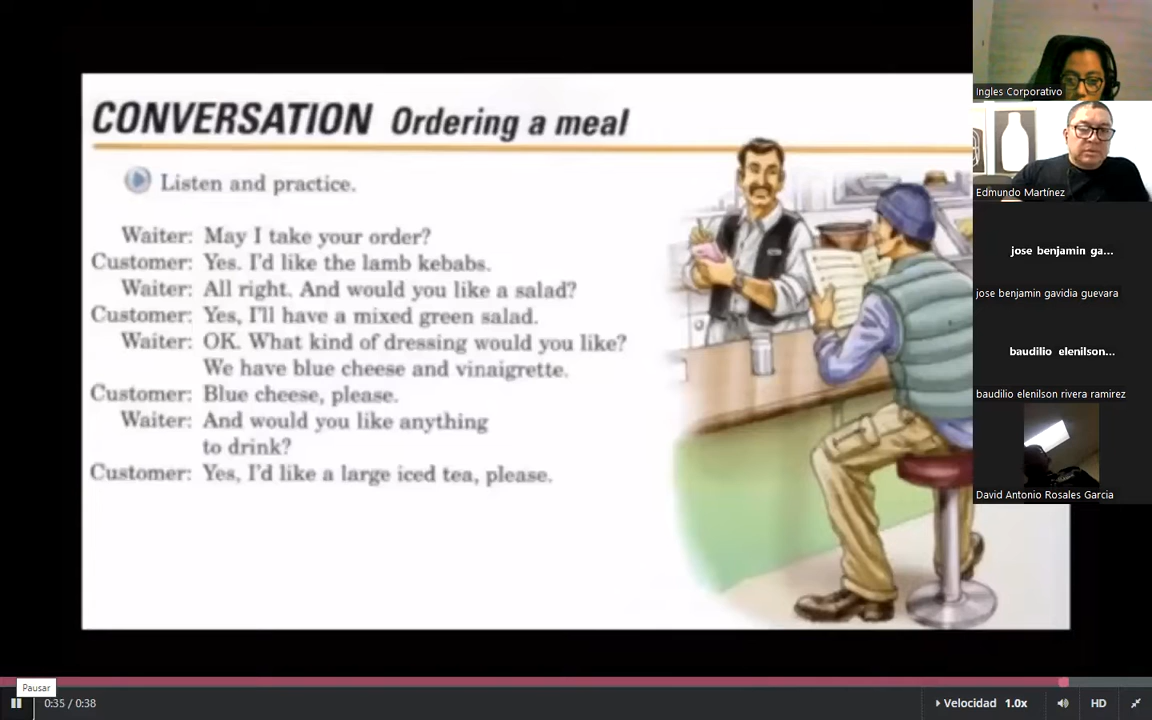 CONVERSATION Ordering a meal
Listen and practice.
Waiter: May I take your order?
Customer: Yes. I'd like the lamb kebabs.
Waiter: All right. And would you like a salad?
Customer: Yes, I'll have a mixed green salad.
Waiter: OK. What kind of dressing would you like?
We have blue cheese and vinaigrette.
Customer: Blue cheese, please.
Waiter: And would you like anything
to drink?
Customer: Yes, I'd like a large iced tea, please.
Ingles Corporativo
Edmundo Martínez
jose benjamin ga...
jose benjamin gavidia guevara
baudilio elenilson...
baudilio elenilson rivera ramirez
David Antonio Rosales Garcia
Pausar
0:35 / 0:38
Velocidad 1.0x
HD